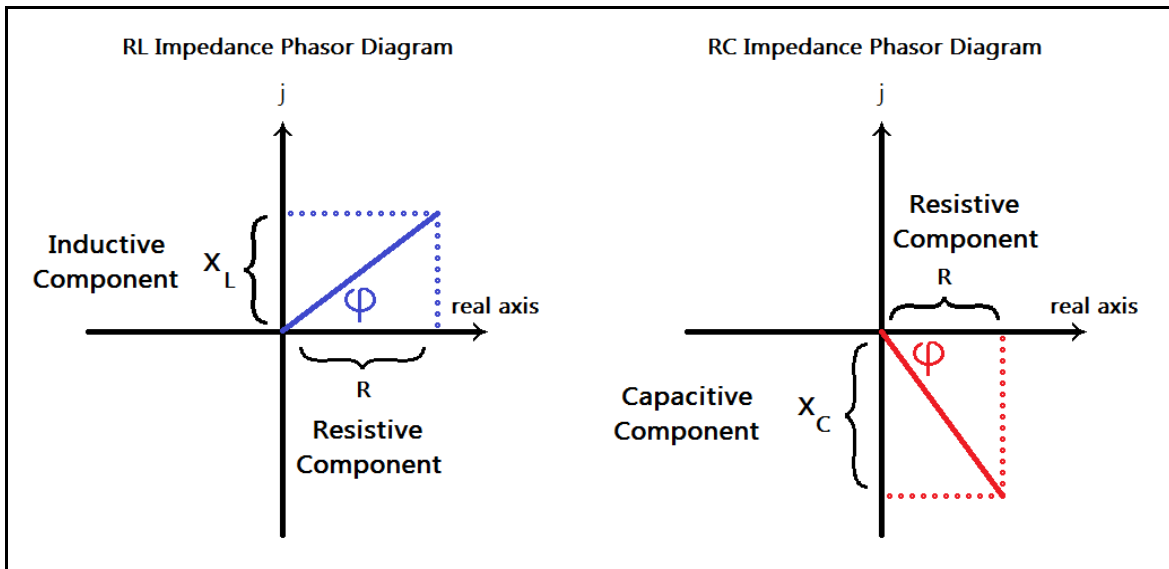 RL Impedance Phasor Diagram
j
Inductive
Component
X
L
φ
real axis
R
Resistive
Component
RC Impedance Phasor Diagram
j
Resistive
Component
R
real axis
φ
Capacitive
Component
X
C